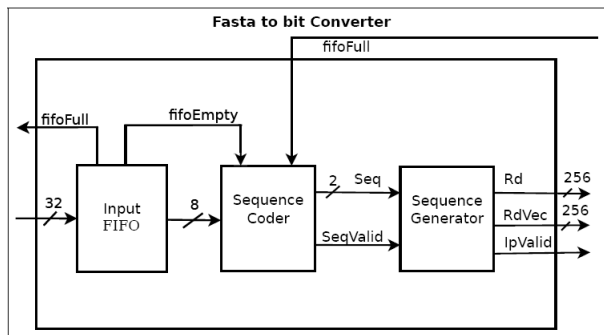 Fasta to bit Converter
fifoFull
fifoFull
fifoEmpty
32
Input
FIFO
8
Sequence
Coder
2
Seq
SeqValid
Sequence
Generator
Rd
256
RdVec
256
IpValid